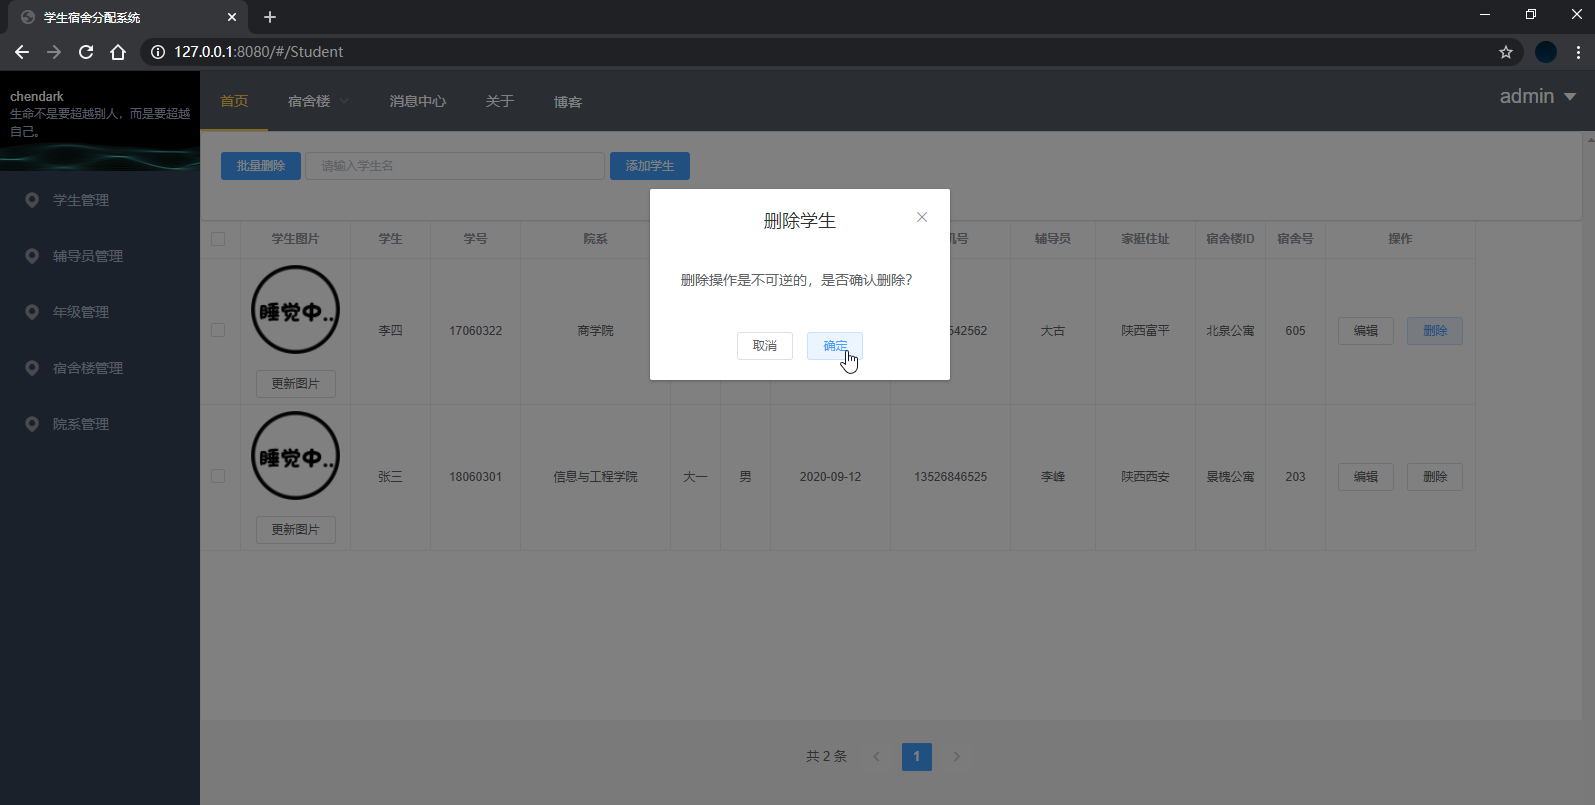 学生宿舍分配系统
127.0.0.1:8080/#/Student
chendark
生命不是要超越别人，而是要超越
自己。
首页 宿舍楼 消息中心 关于 博客 admin
学生管理
辅导员管理
年级管理
宿舍楼管理
院系管理
批量删除 请输入学生名 添加学生
删除学生
删除操作是不可逆的，是否确认删除?
取消 确定
学生图片 学生 学号 院系 机号 辅导员 家挺住址 宿舍楼ID 宿舍号 操作
睡觉中..
李四 17060322 商学院 542562 大古 陕西富平 北泉公寓 605 编辑 删除
更新图片
睡觉中..
张三 18060301 信息与工程学院 大一 男 2020-09-12 13526846525 李峰 陕西西安 景槐公寓 203 编辑 删除
更新图片
共 2 条 1